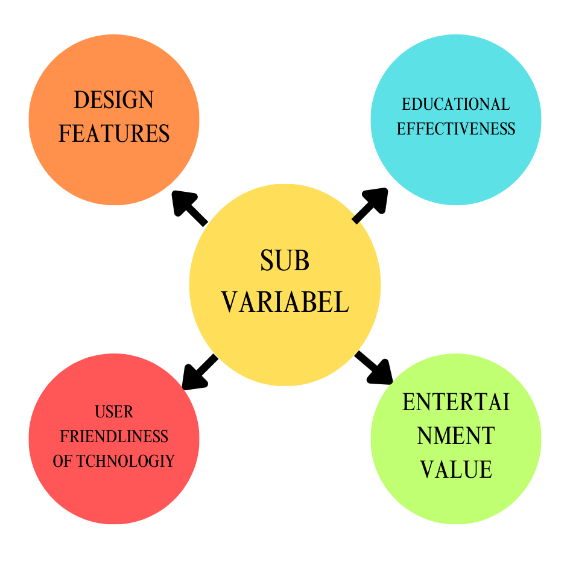 DESIGN
FEATURES
EDUCATIONAL
EFFECTIVENESS
SUB
VARIABEL
USER
FRIENDLINESS
OF TCHNOLOGIY
ENTERTAI
NMENT
VALUE